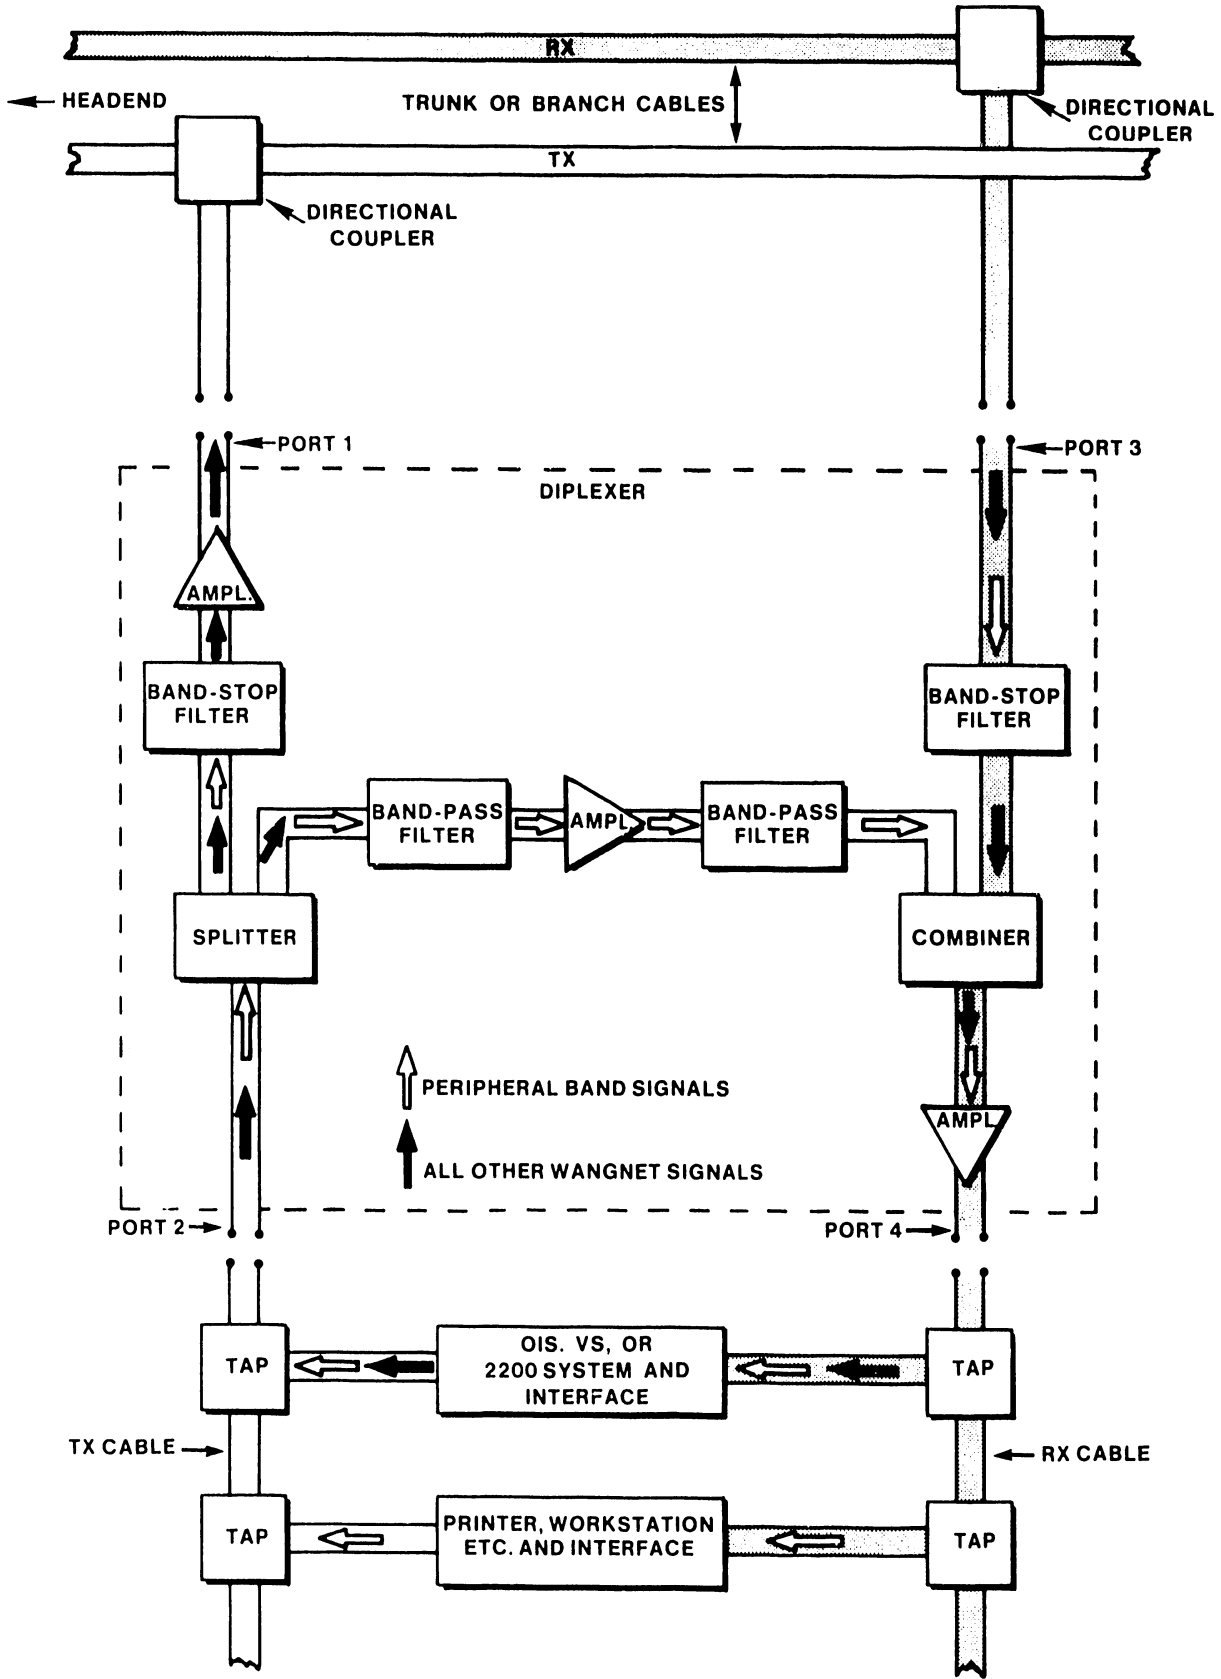 RX
TRUNK OR BRANCH CABLES
HEADEND
DIRECTIONAL
COUPLER
TX
DIRECTIONAL
COUPLER
PORT 1
PORT 3
DIPLEXER
AMPL.
BAND-STOP
FILTER
BAND-STOP
FILTER
BAND-PASS
FILTER
AMPL.
BAND-PASS
FILTER
SPLITTER
COMBINER
PERIPHERAL BAND SIGNALS
AMPL.
ALL OTHER WANGNET SIGNALS
PORT 2
PORT 4
TAP
OIS. VS, OR
2200 SYSTEM AND
INTERFACE
TAP
TX CABLE
RX CABLE
TAP
PRINTER, WORKSTATION
ETC. AND INTERFACE
TAP